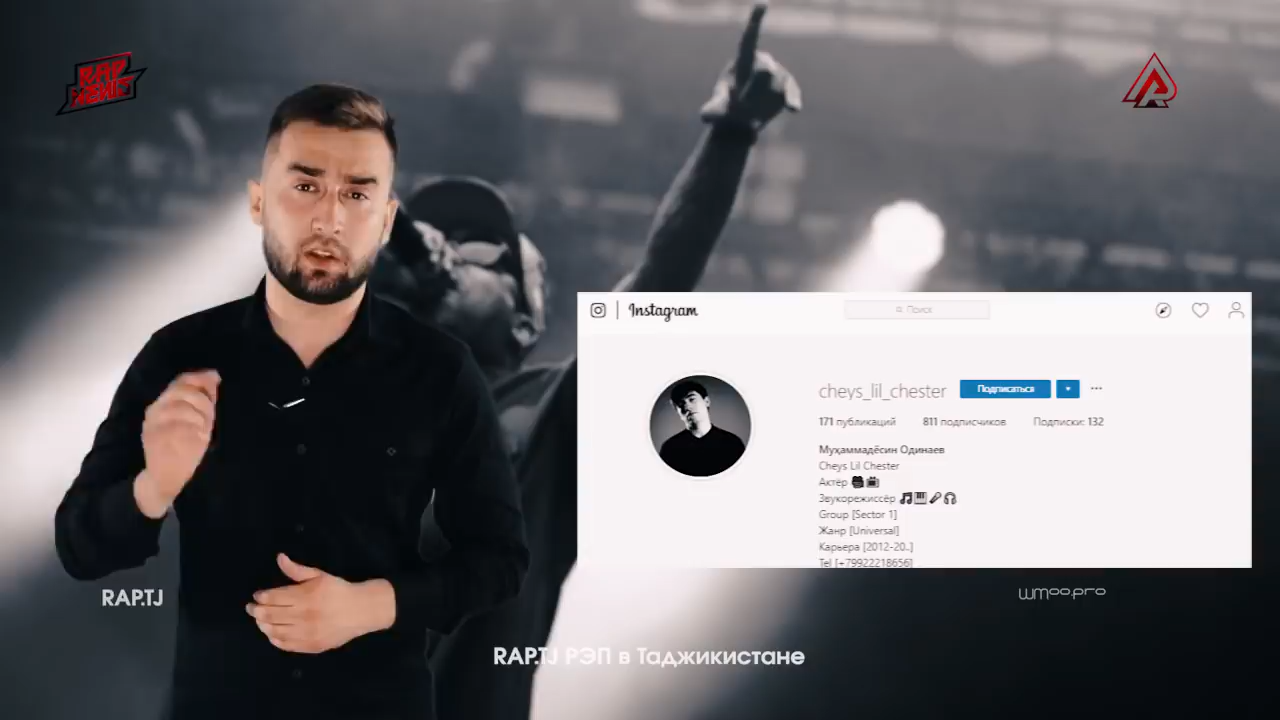 RAP
Instagram
Поиск
cheys_lil_chester
Подписаться
171 публикаций 811 подписчиков Подписки: 132
Муҳаммадёсин Одинаев
Cheys Lil Chester
Актёр
Звукорежиссёр
Group [Sector 1]
Жанр [Universal]
Карьера [2012-20..]
Tel [+79922218656]
RAP.TJ
wmoo.pro
RAP.TJ РЭП в Таджикистане